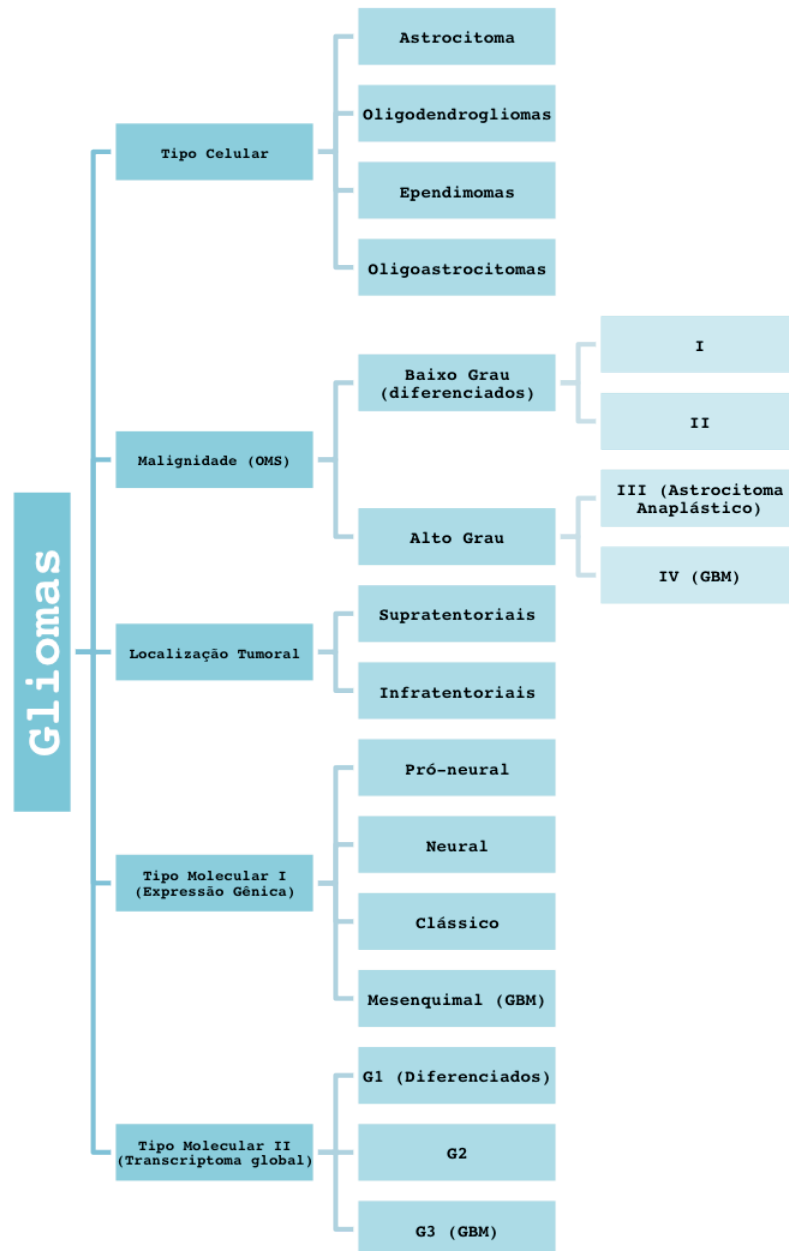 Gliomas
Tipo Celular
Astrocitoma
Oligodendrogliomas
Ependimomas
Oligoastrocitomas
Malignidade (OMS)
Baixo Grau
(diferenciados)
I
II
Alto Grau
III (Astrocitoma
Anaplástico)
IV (GBM)
Localização Tumoral
Supratentoriais
Infratentoriais
Tipo Molecular I
(Expressão Gênica)
Pró-neural
Neural
Clássico
Mesenquimal (GBM)
Tipo Molecular II
(Transcriptoma global)
G1 (Diferenciados)
G2
G3 (GBM)